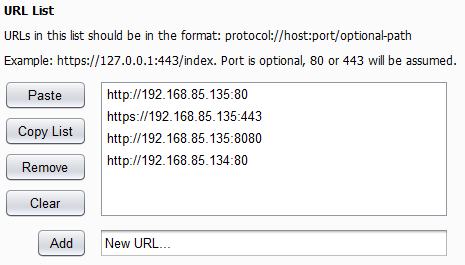 URL List
URLs in this list should be in the format: protocol://host:port/optional-path
Example: https://127.0.0.1:443/index. Port is optional, 80 or 443 will be assumed.
Paste
Copy List
Remove
Clear
http://192.168.85.135:80
https://192.168.85.135:443
http://192.168.85.135:8080
http://192.168.85.134:80
Add
New URL...